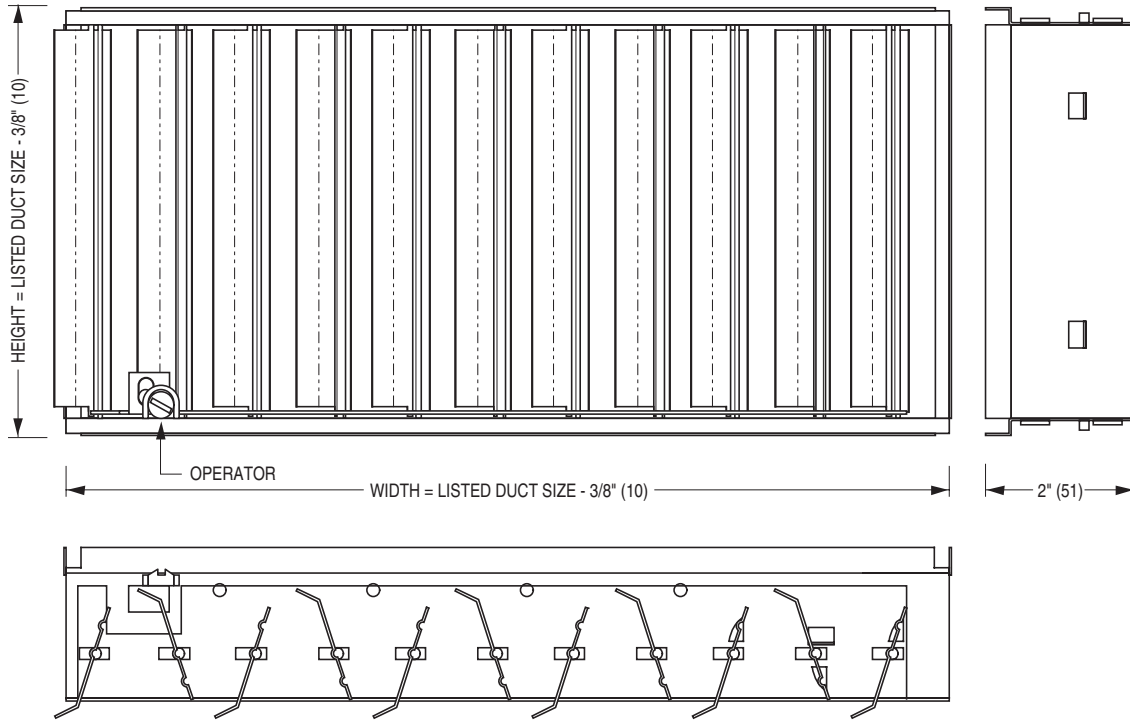 HEIGHT = LISTED DUCT SIZE - 3/8" (10)
OPERATOR
WIDTH = LISTED DUCT SIZE - 3/8" (10)
2" (51)